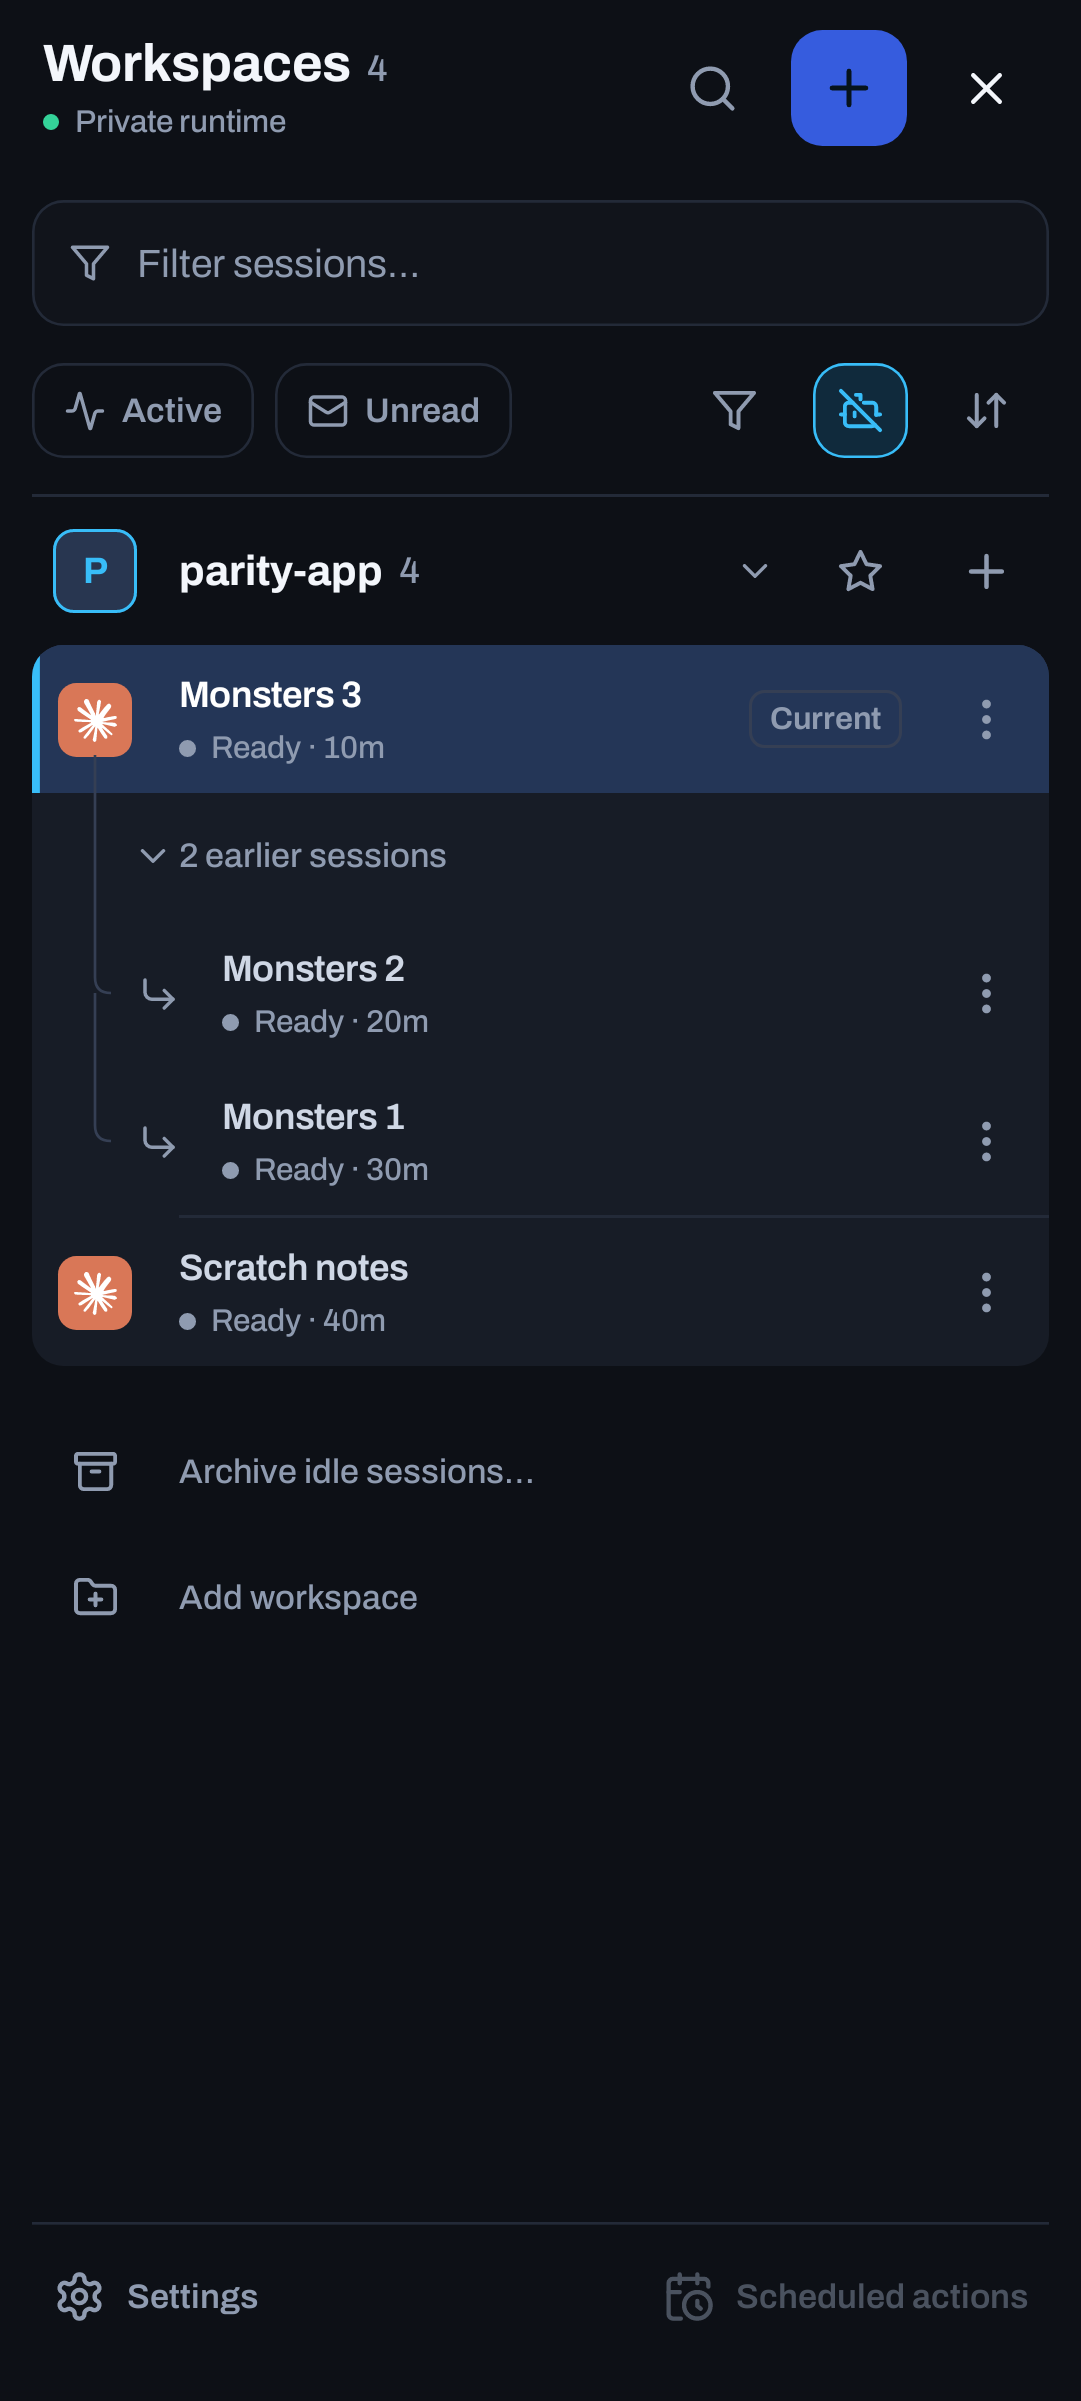 Workspaces 4
Private runtime
Filter sessions...
Active
Unread
P
parity-app 4
Monsters 3
Ready · 10m
Current
2 earlier sessions
Monsters 2
Ready · 20m
Monsters 1
Ready · 30m
Scratch notes
Ready · 40m
Archive idle sessions...
Add workspace
Settings
Scheduled actions